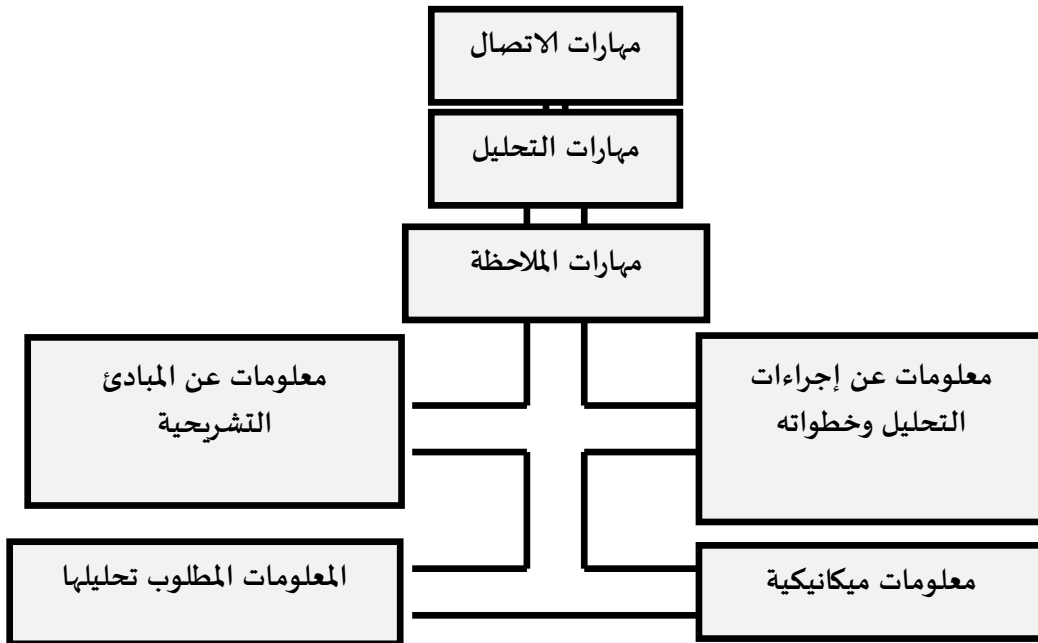 مهارات الاتصال
مهارات التحليل
مهارات الملاحظة
معلومات عن إجراءات
التحليل وخطواته
معلومات عن المبادئ
التشريحية
معلومات ميكانيكية
المعلومات المطلوب تحليلها